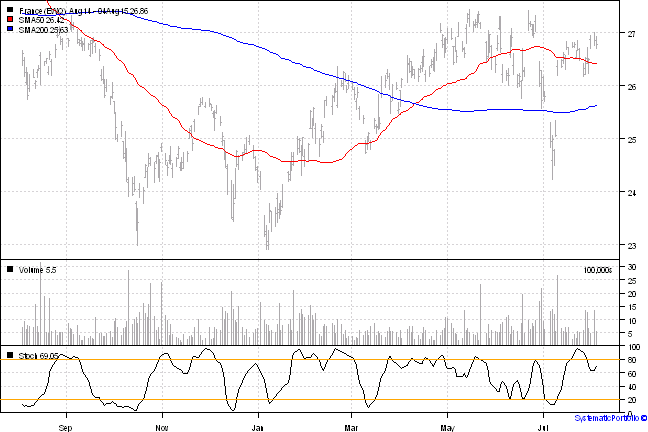 France (EWQ) Aug14 - 04Aug15 26.86
SMA50 26.42
SMA200 25.63
27
26
25
24
23
Volume 5.5
100,000s
30
25
20
15
10
5
Stoch 69.05
100
80
60
40
20
0
Sep Nov Jan Mar May Jul
SystematicPortfolio ©